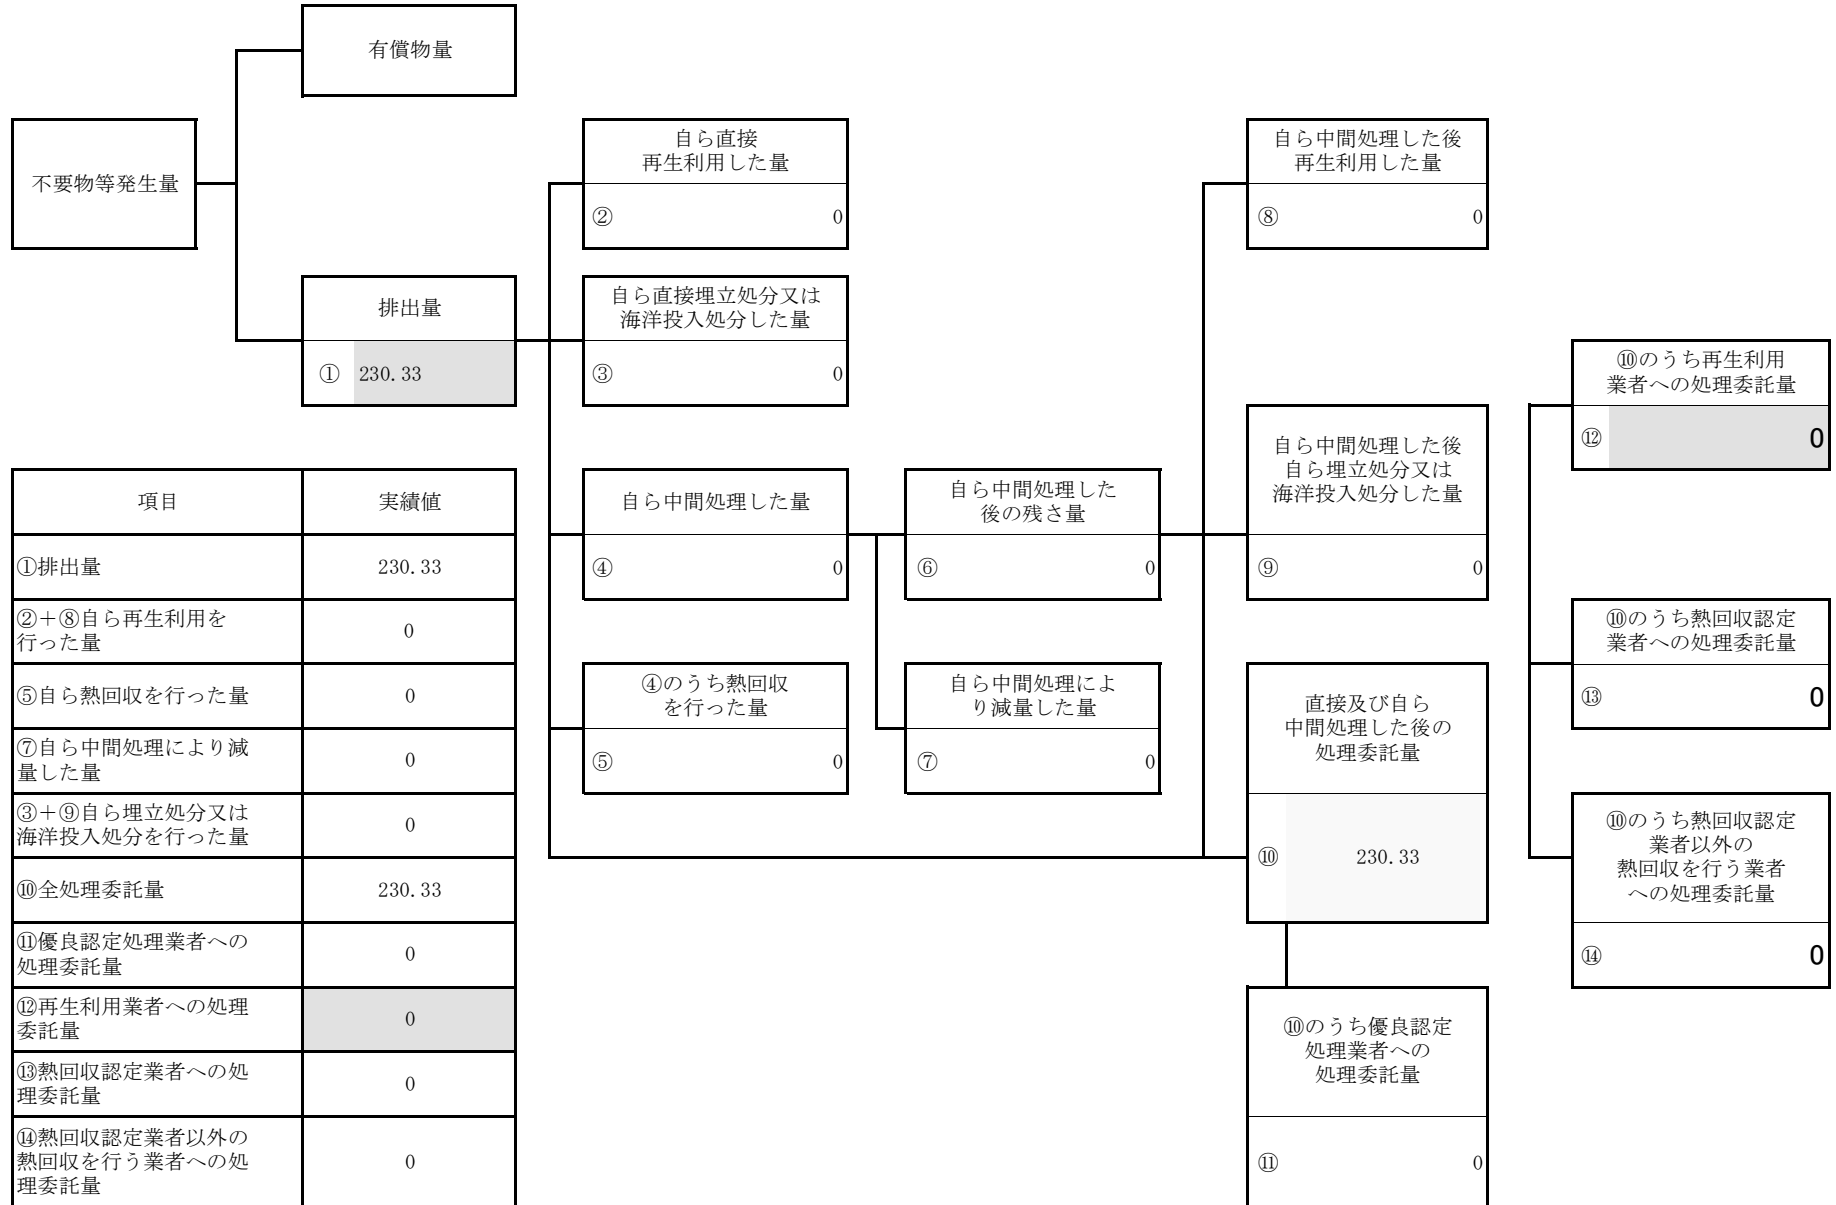 有償物量
不要物等発生量
排出量
① 230.33
自ら直接
再生利用した量
② 0
自ら直接埋立処分又は
海洋投入処分した量
③ 0
自ら中間処理した量
④ 0
④のうち熱回収
を行った量
⑤ 0
自ら中間処理した
後の残さ量
⑥ 0
自ら中間処理によ
り減量した量
⑦ 0
自ら中間処理した後
再生利用した量
⑧ 0
自ら中間処理した後
自ら埋立処分又は
海洋投入処分した量
⑨ 0
直接及び自ら
中間処理した後の
処理委託量
⑩ 230.33
⑩のうち優良認定
処理業者への
処理委託量
⑪ 0
⑩のうち再生利用
業者への処理委託量
⑫ 0
⑩のうち熱回収認定
業者への処理委託量
⑬ 0
⑩のうち熱回収認定
業者以外の
熱回収を行う業者
への処理委託量
⑭ 0
項目 実績値
①排出量 230.33
②+⑧自ら再生利用を
行った量
0
⑤自ら熱回収を行った量 0
⑦自ら中間処理により減
量した量
0
③+⑨自ら埋立処分又は
海洋投入処分を行った量
0
⑩全処理委託量 230.33
⑪優良認定処理業者への
処理委託量
0
⑫再生利用業者への処理
委託量
0
⑬熱回収認定業者への処
理委託量
0
⑭熱回収認定業者以外の
熱回収を行う業者への処
理委託量
0